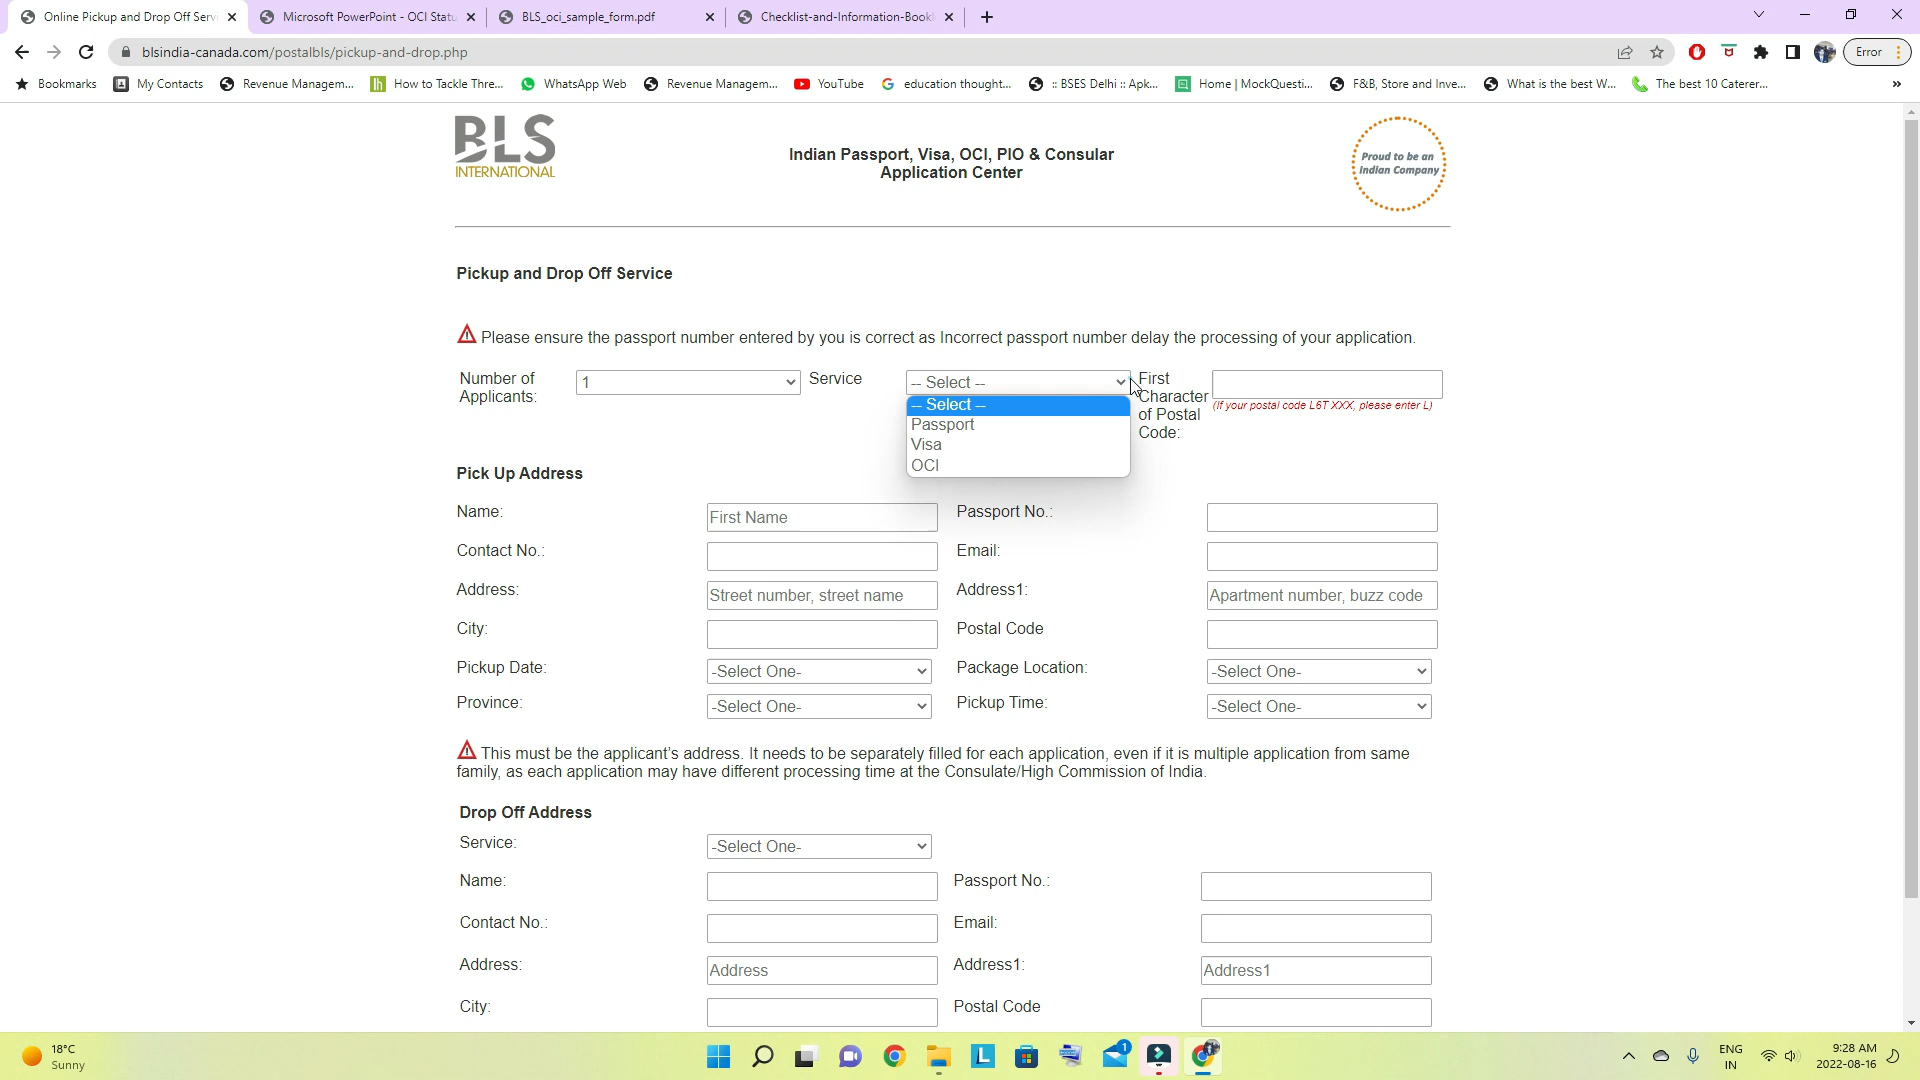 Online Pickup and Drop Off Serv
Microsoft PowerPoint - OCI Statu
BLS_oci_sample_form.pdf
Checklist-and-Information-Bookl
blsindia-canada.com/postalbls/pickup-and-drop.php
Error
Bookmarks
My Contacts
Revenue Managem...
How to Tackle Thre...
WhatsApp Web
Revenue Managem...
YouTube
education thought...
:: BSES Delhi :: Apk...
Home | MockQuesti...
F&B, Store and Inve...
What is the best W...
The best 10 Caterer...
»
BLS
INTERNATIONAL
Indian Passport, Visa, OCI, PIO & Consular
Application Center
Proud to be an
Indian Company
Pickup and Drop Off Service
Please ensure the passport number entered by you is correct as Incorrect passport number delay the processing of your application.
Number of
Applicants:
1
Service
-- Select --
-- Select --
Passport
Visa
OCI
First
Character
of Postal
Code:
(If your postal code L6T XXX, please enter L)
Pick Up Address
Name:
First Name
Passport No.:
Contact No.:
Email:
Address:
Street number, street name
Address1:
Apartment number, buzz code
City:
Postal Code
Pickup Date:
-Select One-
Package Location:
-Select One-
Province:
-Select One-
Pickup Time:
-Select One-
This must be the applicant's address. It needs to be separately filled for each application, even if it is multiple application from same
family, as each application may have different processing time at the Consulate/High Commission of India.
Drop Off Address
Service:
-Select One-
Name:
Passport No.:
Contact No.:
Email:
Address:
Address
Address1:
Address1
City:
Postal Code
18°C
Sunny
1
ENG
IN
9:28 AM
2022-08-16